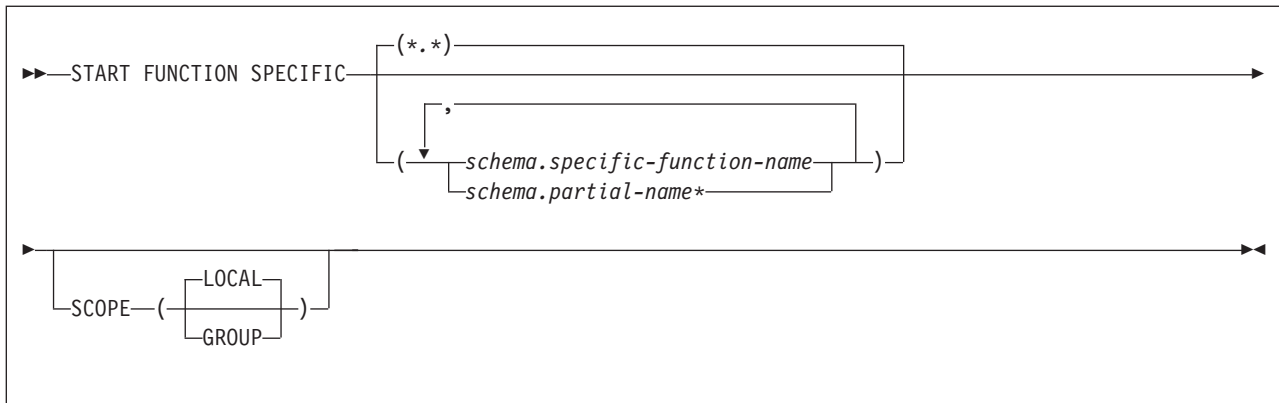 (*.*)
START FUNCTION SPECIFIC
,
( schema.specific-function-name )
schema.partial-name*
LOCAL
SCOPE ( )
GROUP